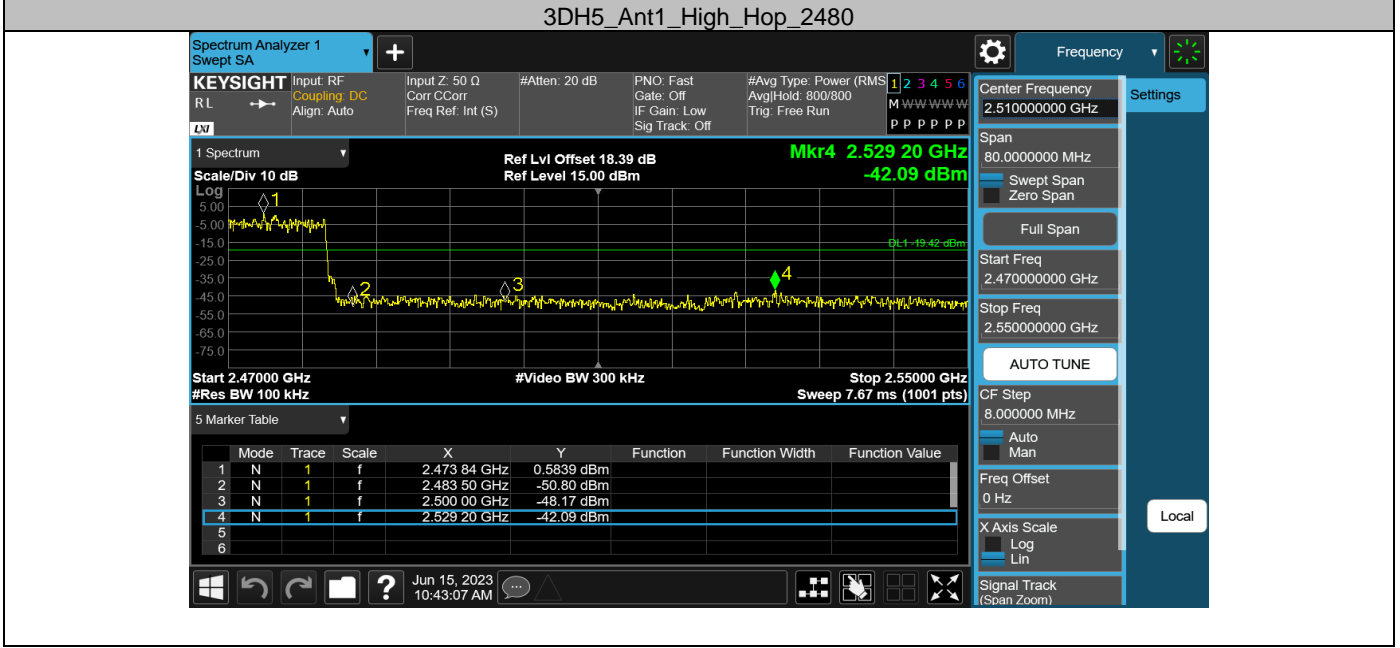 3DH5_Ant1_High_Hop_2480
Spectrum Analyzer 1
Swept SA
Frequency
KEYSIGHT
R L
LXI
Input: RF
Coupling: DC
Align: Auto
Input Z: 50 Ω
Corr CCorr
Freq Ref: Int (S)
#Atten: 20 dB
PNO: Fast
Gate: Off
IF Gain: Low
Sig Track: Off
#Avg Type: Power (RMS
Avg|Hold: 800/800
Trig: Free Run
1 2 3 4 5 6
M W W W W W
P P P P P P
1 Spectrum
Scale/Div 10 dB
Ref Lvl Offset 18.39 dB
Ref Level 15.00 dBm
Mkr4 2.529 20 GHz
-42.09 dBm
Log
5.00
-5.00
-15.0
-25.0
-35.0
-45.0
-55.0
-65.0
-75.0
1
2
3
4
DL1 -19.42 dBm
Start 2.47000 GHz
#Video BW 300 kHz
Stop 2.55000 GHz
#Res BW 100 kHz
Sweep 7.67 ms (1001 pts)
5 Marker Table
Mode Trace Scale X Y Function Function Width Function Value
1 N 1 f 2.473 84 GHz 0.5839 dBm
2 N 1 f 2.483 50 GHz -50.80 dBm
3 N 1 f 2.500 00 GHz -48.17 dBm
4 N 1 f 2.529 20 GHz -42.09 dBm
5
6
?
Jun 15, 2023
10:43:07 AM
Center Frequency
2.510000000 GHz
Span
80.0000000 MHz
Swept Span
Zero Span
Full Span
Start Freq
2.470000000 GHz
Stop Freq
2.550000000 GHz
AUTO TUNE
CF Step
8.000000 MHz
Auto
Man
Freq Offset
0 Hz
X Axis Scale
Log
Lin
Signal Track
(Span Zoom)
Settings
Local